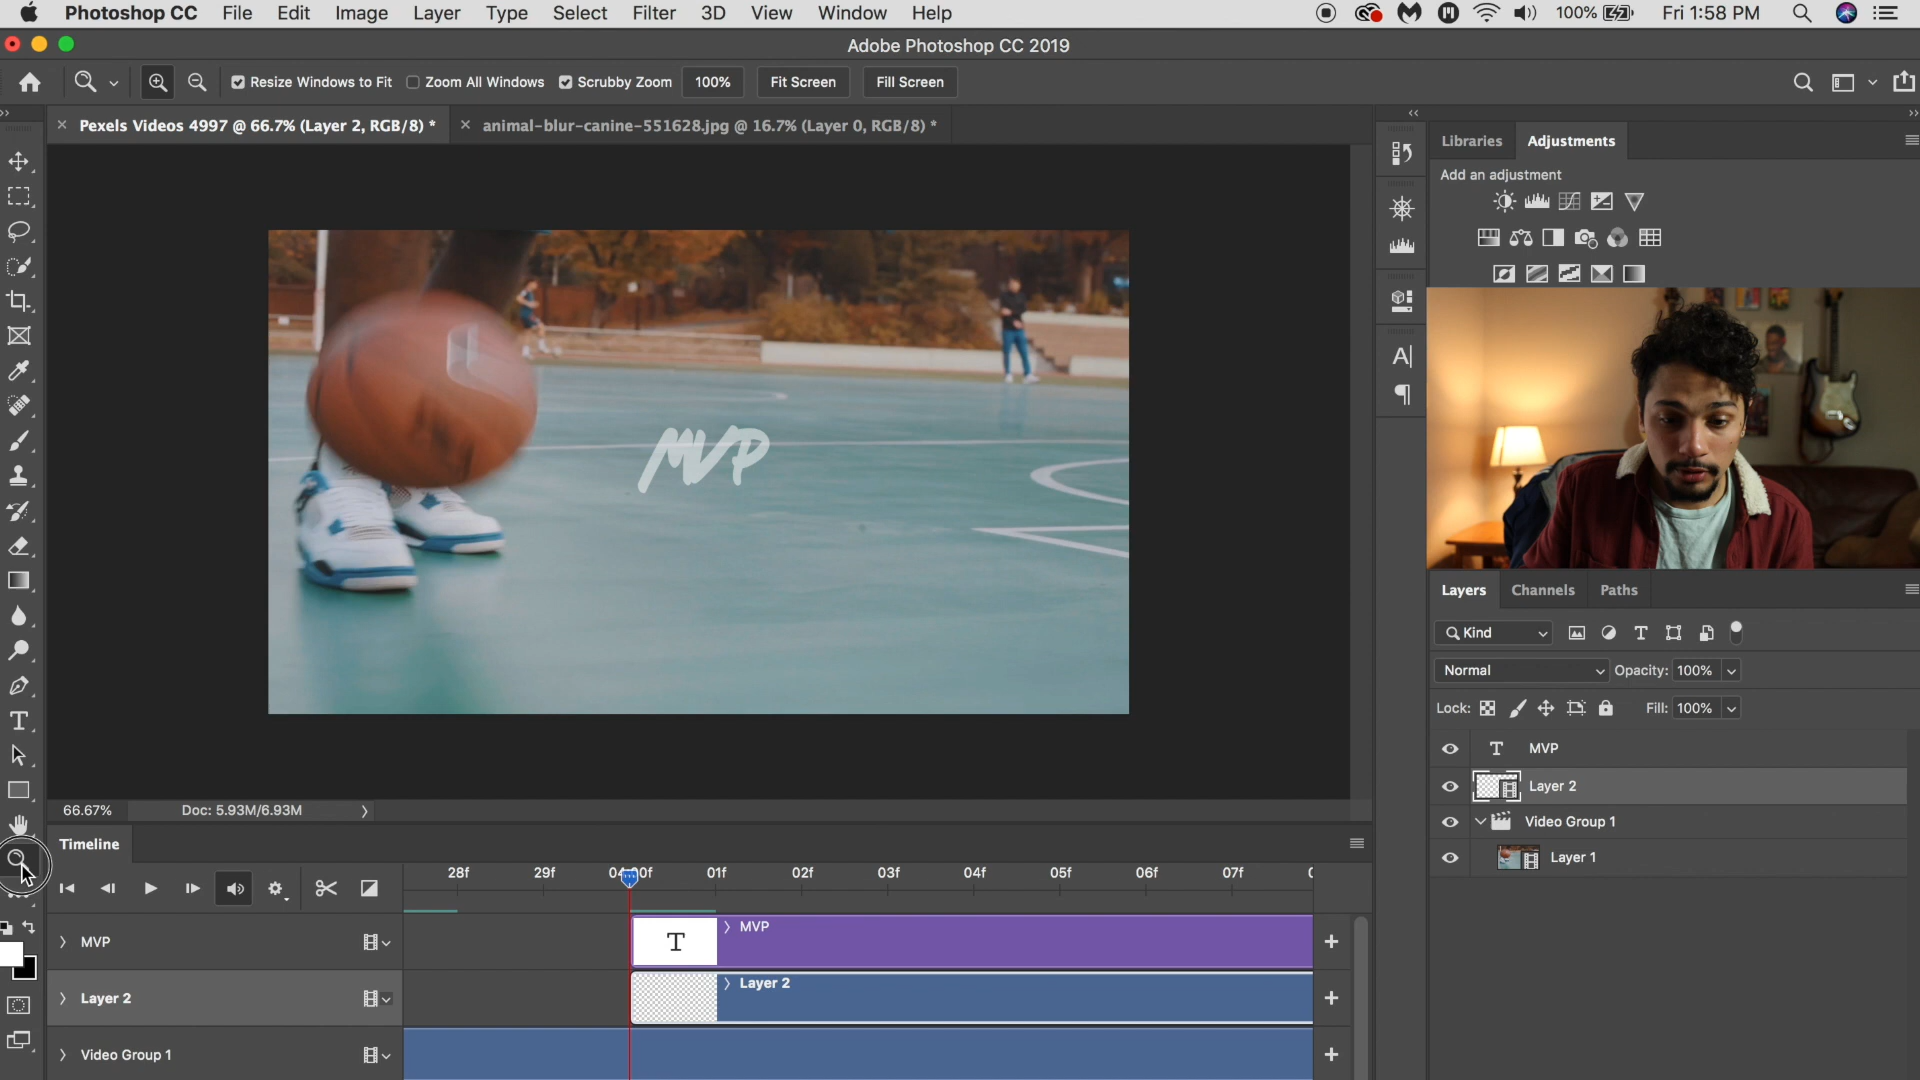 Photoshop CC File Edit Image Layer Type Select Filter 3D View Window Help 100% Fri 1:58 PM
Adobe Photoshop CC 2019
Resize Windows to Fit Zoom All Windows Scrubby Zoom 100% Fit Screen Fill Screen
Pexels Videos 4997 @ 66.7% (Layer 2, RGB/8) * animal-blur-canine-551628.jpg @ 16.7% (Layer 0, RGB/8) *
Libraries Adjustments
Add an adjustment
MVP
Layers Channels Paths
Kind
Normal Opacity: 100%
Lock: Fill: 100%
MVP
Layer 2
Video Group 1
Layer 1
66.67% Doc: 5.93M/6.93M
Timeline
28f 29f 04:00f 01f 02f 03f 04f 05f 06f 07f
MVP T MVP
Layer 2 Layer 2
Video Group 1